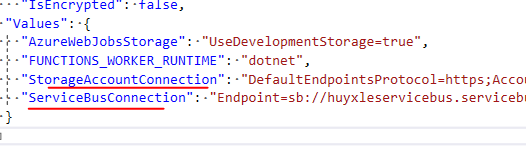 "IsEncrypted": false,
"Values": {
"AzureWebJobsStorage": "UseDevelopmentStorage=true",
"FUNCTIONS_WORKER_RUNTIME": "dotnet",
"StorageAccountConnection": "DefaultEndpointsProtocol=https;Accou
"ServiceBusConnection": "Endpoint=sb://huyxleservicebus.servicebu
}